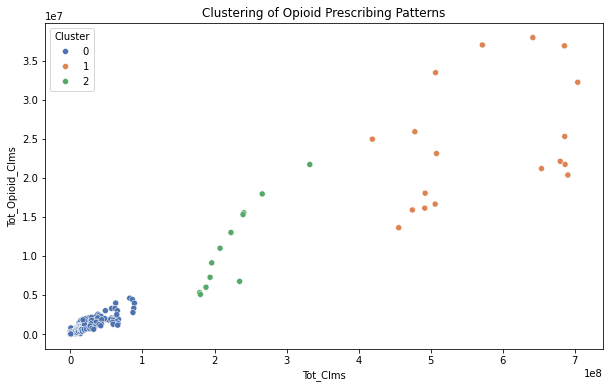 Clustering of Opioid Prescribing Patterns
1e7
Cluster
0
1
2
3.5
3.0
2.5
2.0
1.5
1.0
0.5
0.0
Tot_Opioid_Clms
0 1 2 3 4 5 6 7
1e8
Tot_Clms